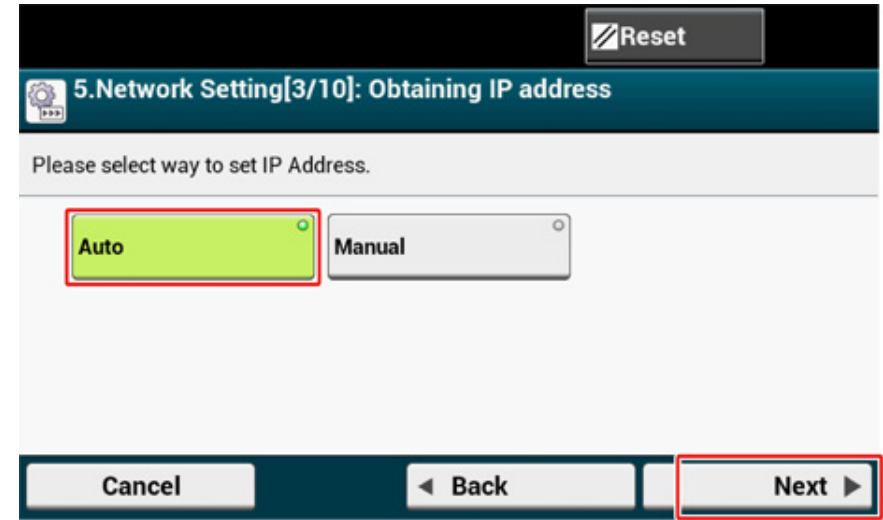 Reset
5.Network Setting[3/10]: Obtaining IP address
Please select way to set IP Address.
Auto
Manual
Cancel
Back
Next